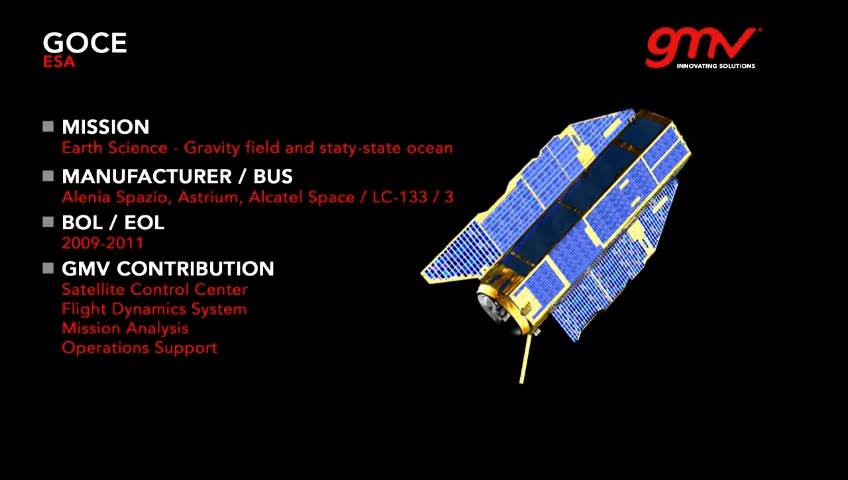 GOCE
ESA
gmv
INNOVATING SOLUTIONS
MISSION
Earth Science - Gravity field and staty-state ocean
MANUFACTURER / BUS
Alenia Spazio, Astrium, Alcatel Space / LC-133 / 3
BOL / EOL
2009-2011
GMV CONTRIBUTION
Satellite Control Center
Flight Dynamics System
Mission Analysis
Operations Support